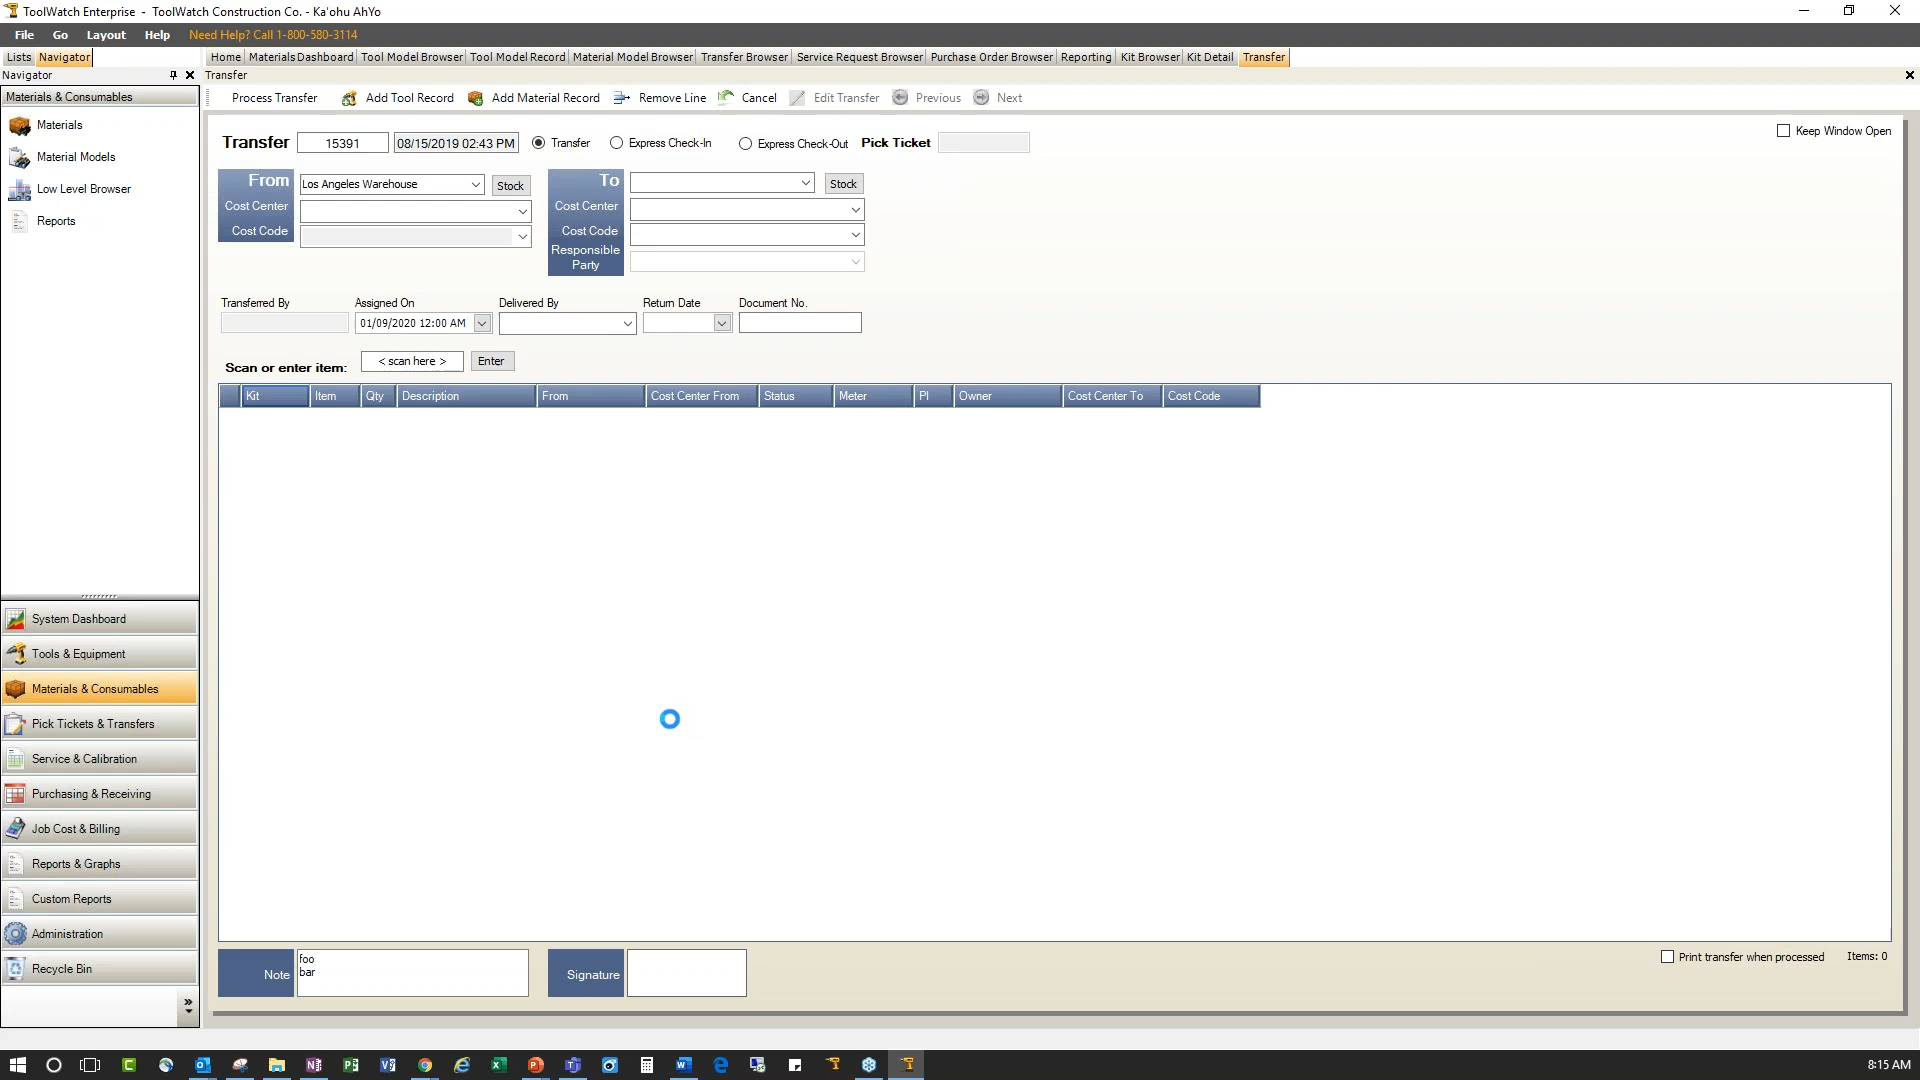 ToolWatch Enterprise - ToolWatch Construction Co. - Ka'ohu AhYo
File Go Layout Help Need Help? Call 1-800-580-3114
Lists Navigator Home Materials Dashboard Tool Model Browser Tool Model Record Material Model Browser Transfer Browser Service Request Browser Purchase Order Browser Reporting Kit Browser Kit Detail Transfer
Navigator Transfer
Materials & Consumables
Materials
Material Models
Low Level Browser
Reports
System Dashboard
Tools & Equipment
Materials & Consumables
Pick Tickets & Transfers
Service & Calibration
Purchasing & Receiving
Job Cost & Billing
Reports & Graphs
Custom Reports
Administration
Recycle Bin
Process Transfer Add Tool Record Add Material Record Remove Line Cancel Edit Transfer Previous Next
Transfer 15391 08/15/2019 02:43 PM Transfer Express Check-In Express Check-Out Pick Ticket Keep Window Open
From Los Angeles Warehouse Stock To Stock
Cost Center Cost Center
Cost Code Cost Code
Responsible
Party
Transferred By Assigned On Delivered By Return Date Document No.
01/09/2020 12:00 AM
Scan or enter item: < scan here > Enter
Kit Item Qty Description From Cost Center From Status Meter PI Owner Cost Center To Cost Code
Note foo
bar
Signature
Print transfer when processed Items: 0
8:15 AM